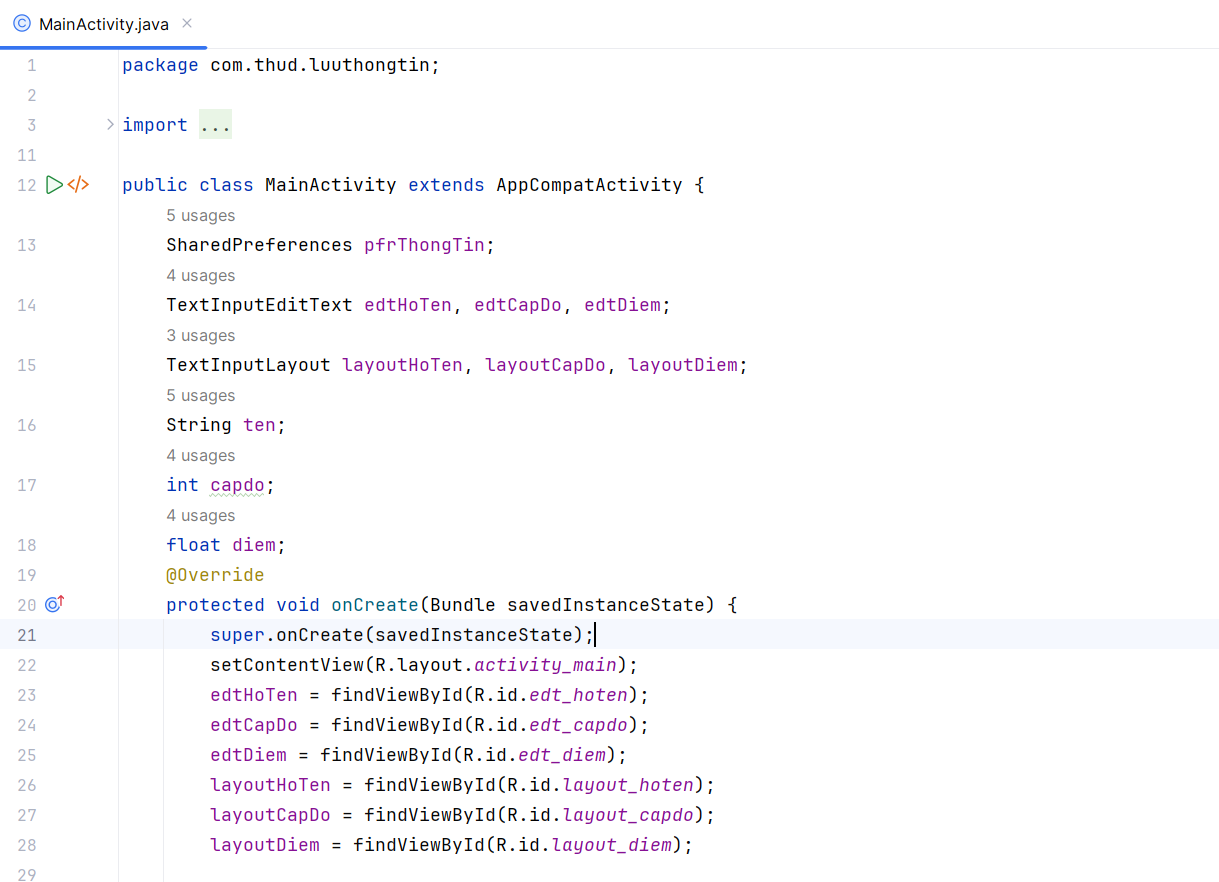 MainActivity.java
1 package com.thud.luuthongtin;
2
3 import ...
11
12 public class MainActivity extends AppCompatActivity {
5 usages
13 SharedPreferences pfrThongTin;
4 usages
14 TextInputEditText edtHoTen, edtCapDo, edtDiem;
3 usages
15 TextInputLayout layoutHoTen, layoutCapDo, layoutDiem;
5 usages
16 String ten;
4 usages
17 int capdo;
4 usages
18 float diem;
19 @Override
20 protected void onCreate(Bundle savedInstanceState) {
21 super.onCreate(savedInstanceState);
22 setContentView(R.layout.activity_main);
23 edtHoTen = findViewById(R.id.edt_hoten);
24 edtCapDo = findViewById(R.id.edt_capdo);
25 edtDiem = findViewById(R.id.edt_diem);
26 layoutHoTen = findViewById(R.id.layout_hoten);
27 layoutCapDo = findViewById(R.id.layout_capdo);
28 layoutDiem = findViewById(R.id.layout_diem);
29